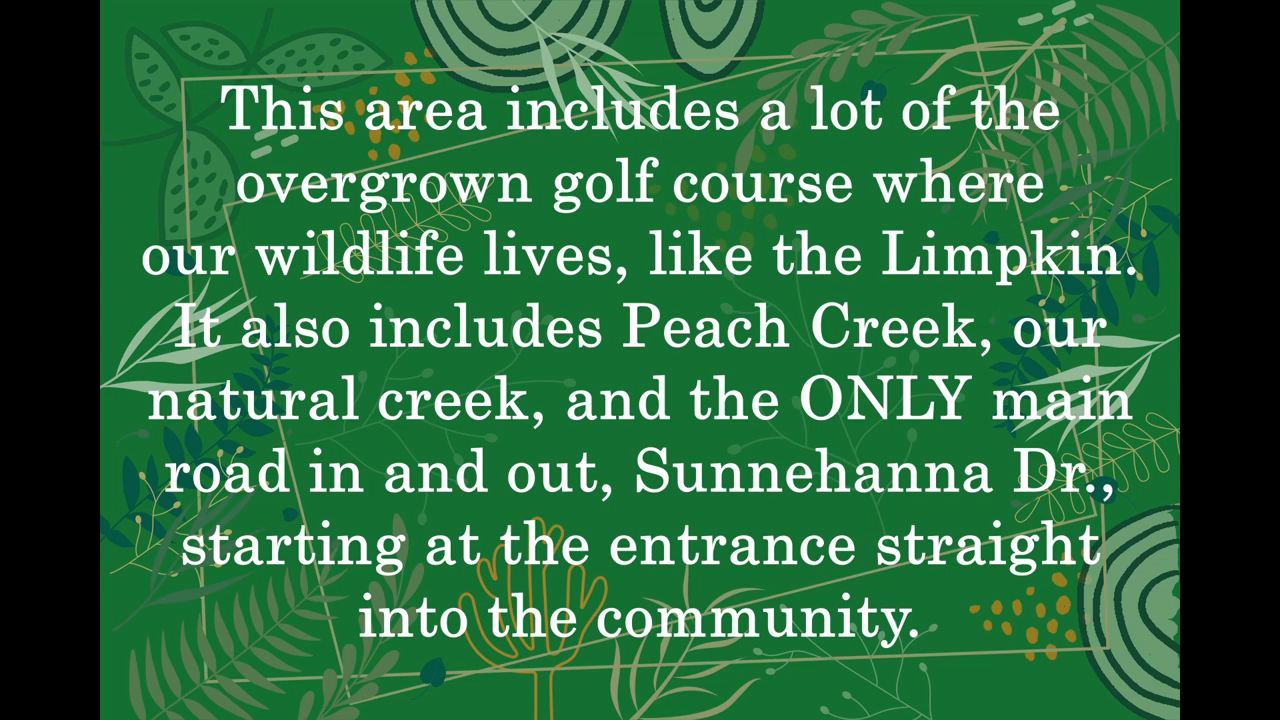 This area includes a lot of the
overgrown golf course where
our wildlife lives, like the Limpkin.
It also includes Peach Creek, our
natural creek, and the ONLY main
road in and out, Sunnehanna Dr.,
starting at the entrance straight
into the community.